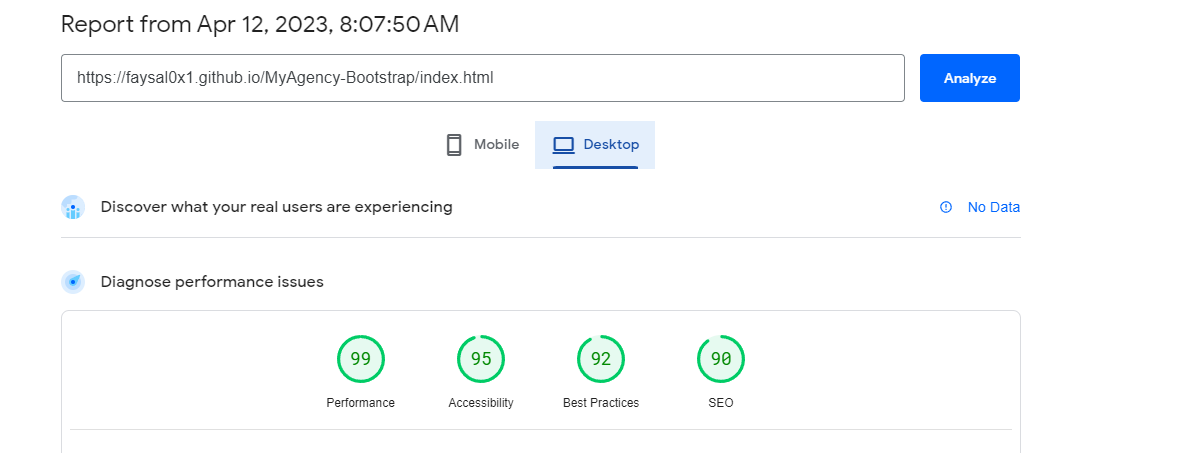 Report from Apr 12, 2023, 8:07:50 AM
https://faysal0x1.github.io/MyAgency-Bootstrap/index.html
Analyze
Mobile
Desktop
Discover what your real users are experiencing
No Data
Diagnose performance issues
99
95
92
90
Performance
Accessibility
Best Practices
SEO